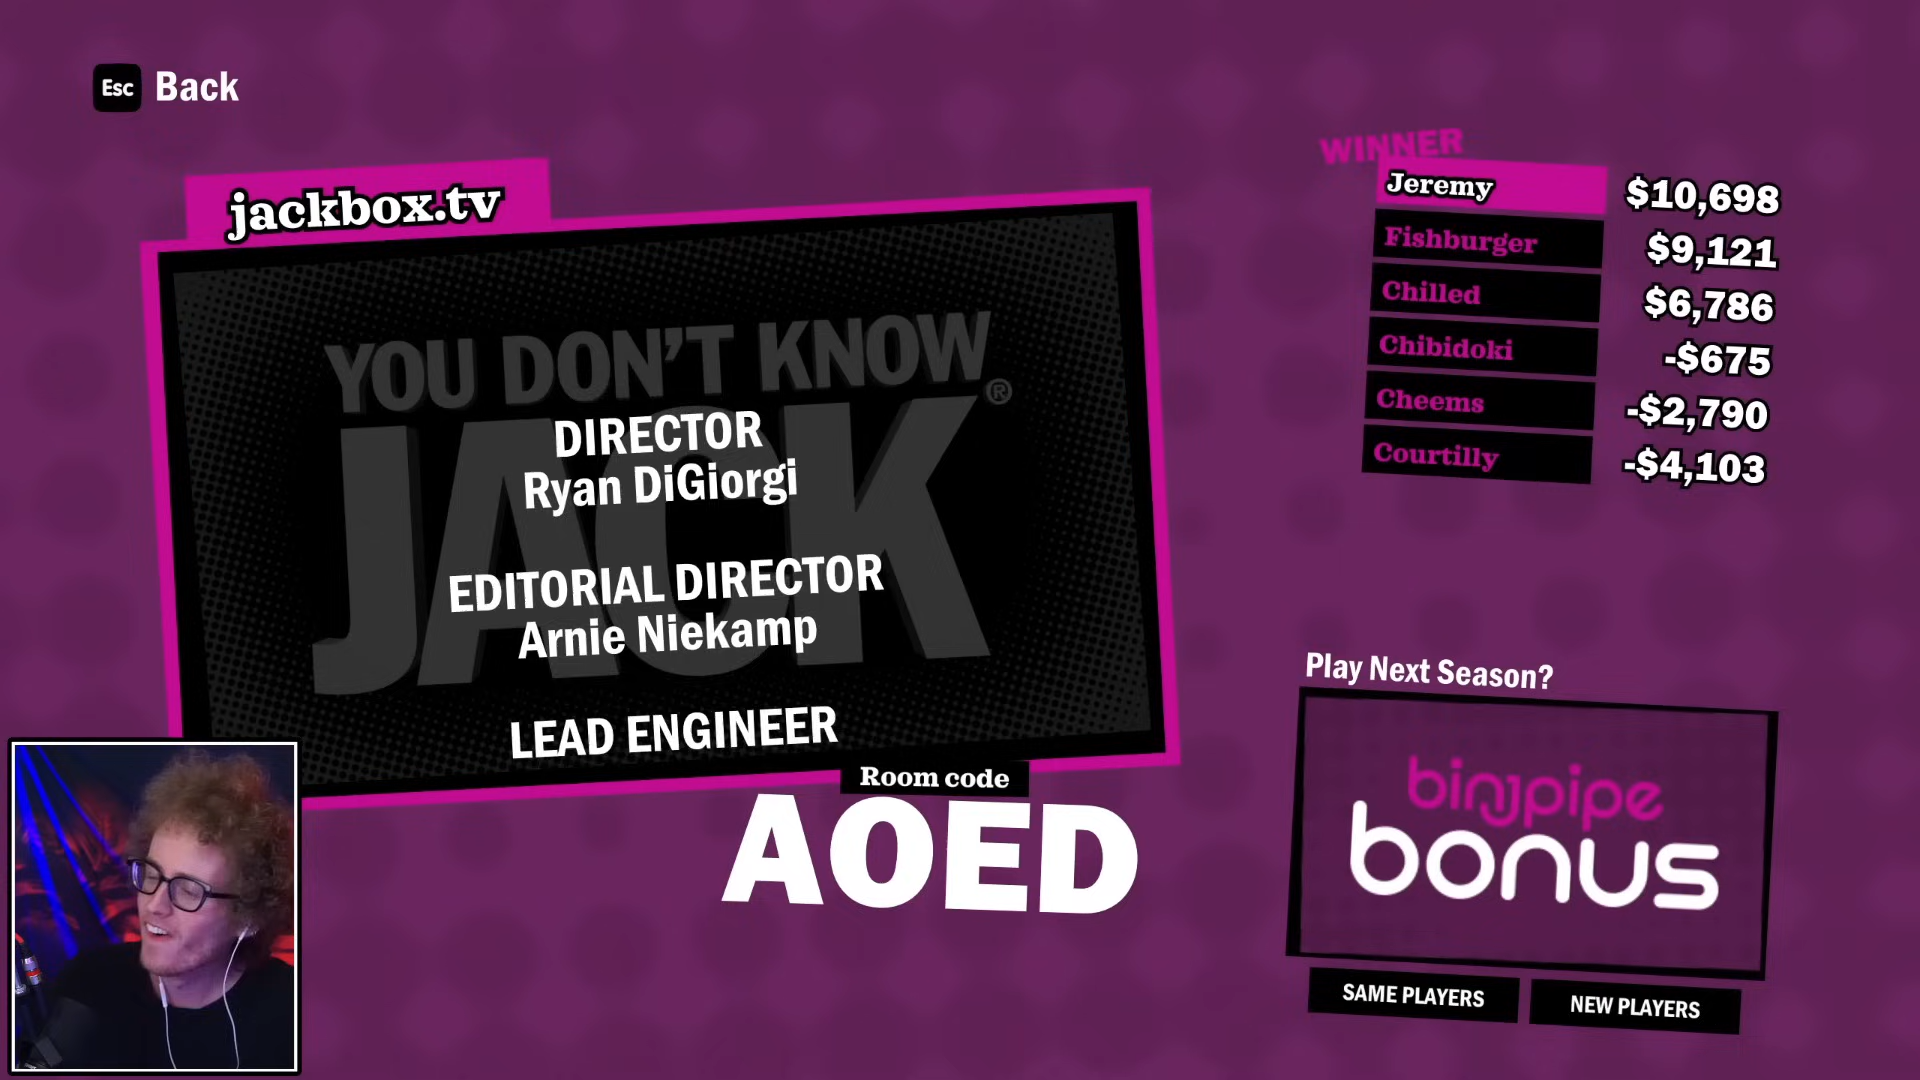 Esc Back
jackbox.tv
YOU DON'T KNOW
JACK®
DIRECTOR
Ryan DiGiorgi
EDITORIAL DIRECTOR
Arnie Niekamp
LEAD ENGINEER
Room code
AOED
WINNER
Jeremy $10,698
Fishburger $9,121
Chilled $6,786
Chibidoki -$675
Cheems -$2,790
Courtilly -$4,103
Play Next Season?
binjpipe
bonus
SAME PLAYERS
NEW PLAYERS